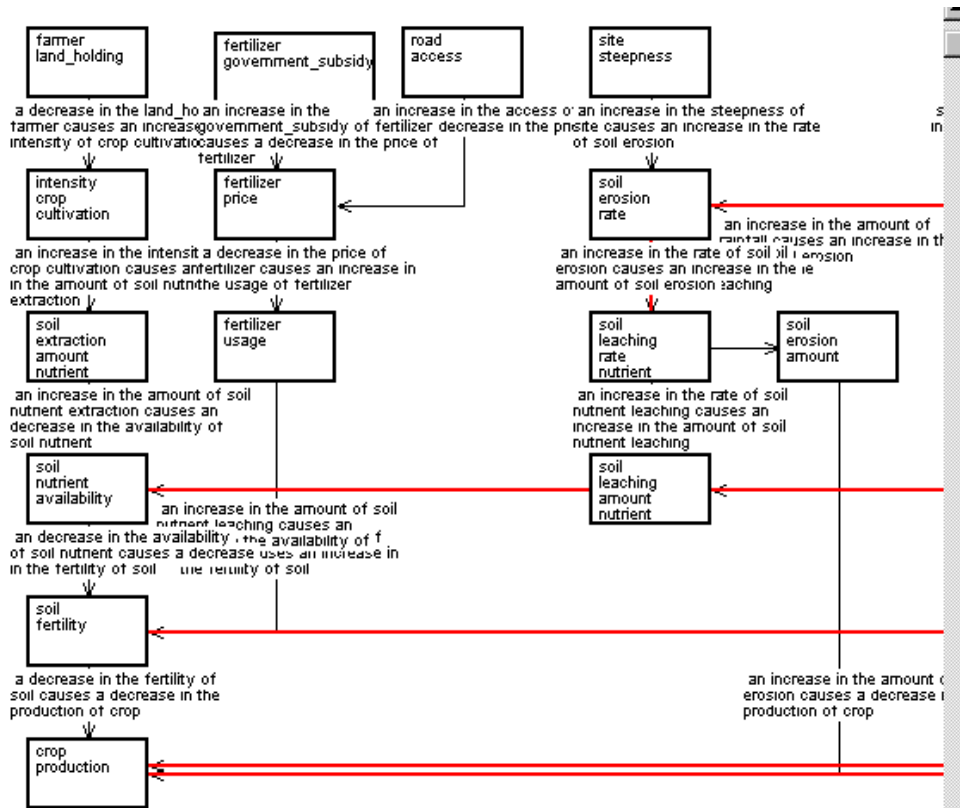 farmer
land_holding
fertilizer
government_subsidy
road
access
site
steepness
a decrease in the
farmer causes an
intensity of crop
an increase in the
government_subsidy of fertilizer
causes a decrease in the price of
fertilizer
an increase in the access
decrease in the
an increase in the steepness of
site causes an increase in the rate
of soil erosion
intensity
crop
cultivation
fertilizer
price
soil
erosion
rate
an increase in the
crop cultivation causes
in the amount of soil
extraction
a decrease in the price of
fertilizer causes an increase in
the usage of fertilizer
an increase in the rate of soil
erosion causes an increase in the
amount of soil erosion
an increase in the amount of
rainfall causes an increase in
erosion
soil
extraction
amount
nutrient
fertilizer
usage
soil
leaching
rate
nutrient
soil
erosion
amount
an increase in the amount of soil
nutrient extraction causes an
decrease in the availability of
soil nutrient
an increase in the rate of soil
nutrient leaching causes an
increase in the amount of soil
nutrient leaching
soil
nutrient
availability
soil
leaching
amount
nutrient
an increase in the amount of soil
nutrient leaching causes an
the availability of
an decrease in the availability
of soil nutrient causes a decrease
in the fertility of soil
an increase in
the fertility of soil
soil
fertility
a decrease in the fertility of
soil causes a decrease in the
production of crop
an increase in the amount
erosion causes a decrease
production of crop
crop
production